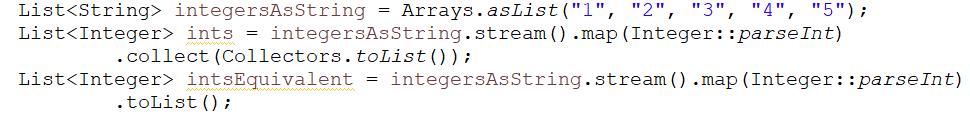 List<String> integersAsString = Arrays.asList("1", "2", "3", "4", "5");
List<Integer> ints = integersAsString.stream().map(Integer::parseInt)
.collect(Collectors.toList());
List<Integer> intsEquivalent = integersAsString.stream().map(Integer::parseInt)
.toList();